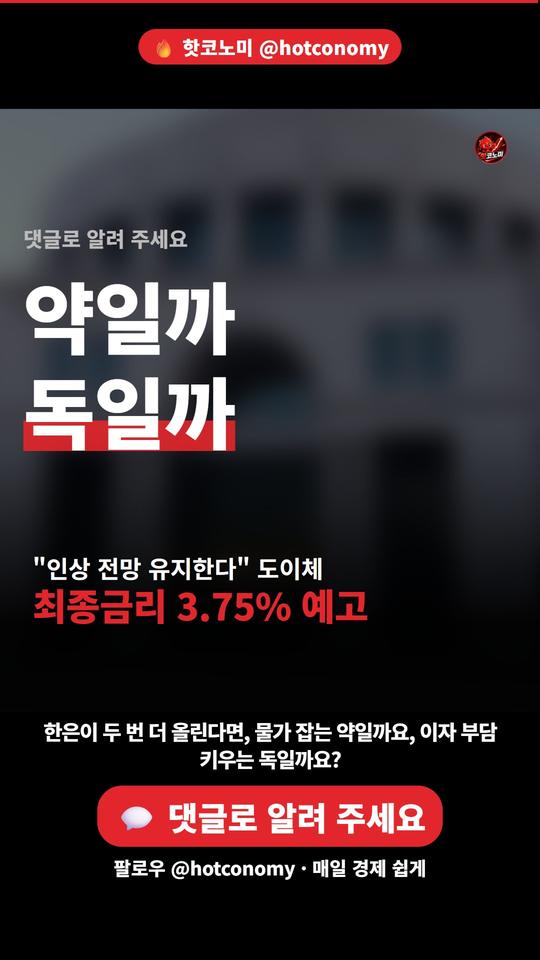 핫코노미 @hotconomy
코노미
댓글로 알려 주세요
약일까
독일까
"인상 전망 유지한다" 도이체
최종금리 3.75% 예고
한은이 두 번 더 올린다면, 물가 잡는 약일까요, 이자 부담
키우는 독일까요?
댓글로 알려 주세요
팔로우 @hotconomy · 매일 경제 쉽게